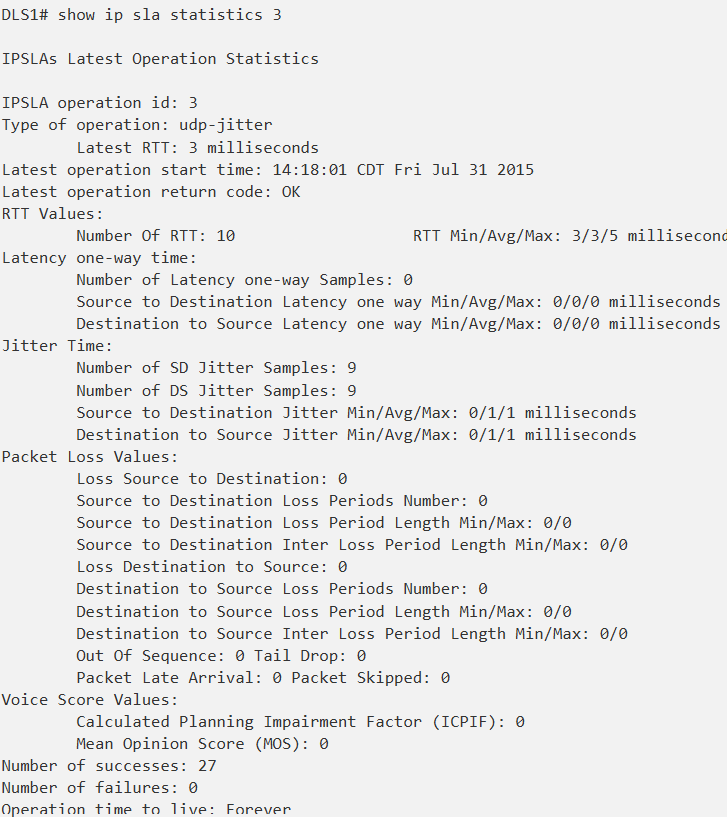 DLS1# show ip sla statistics 3
IPSLAs Latest Operation Statistics
IPSLA operation id: 3
Type of operation: udp-jitter
Latest RTT: 3 milliseconds
Latest operation start time: 14:18:01 CDT Fri Jul 31 2015
Latest operation return code: OK
RTT Values:
Number Of RTT: 10 RTT Min/Avg/Max: 3/3/5 millisecond
Latency one-way time:
Number of Latency one-way Samples: 0
Source to Destination Latency one way Min/Avg/Max: 0/0/0 milliseconds
Destination to Source Latency one way Min/Avg/Max: 0/0/0 milliseconds
Jitter Time:
Number of SD Jitter Samples: 9
Number of DS Jitter Samples: 9
Source to Destination Jitter Min/Avg/Max: 0/1/1 milliseconds
Destination to Source Jitter Min/Avg/Max: 0/1/1 milliseconds
Packet Loss Values:
Loss Source to Destination: 0
Source to Destination Loss Periods Number: 0
Source to Destination Loss Period Length Min/Max: 0/0
Source to Destination Inter Loss Period Length Min/Max: 0/0
Loss Destination to Source: 0
Destination to Source Loss Periods Number: 0
Destination to Source Loss Period Length Min/Max: 0/0
Destination to Source Inter Loss Period Length Min/Max: 0/0
Out Of Sequence: 0 Tail Drop: 0
Packet Late Arrival: 0 Packet Skipped: 0
Voice Score Values:
Calculated Planning Impairment Factor (ICPIF): 0
Mean Opinion Score (MOS): 0
Number of successes: 27
Number of failures: 0
Operation time to live: Forever